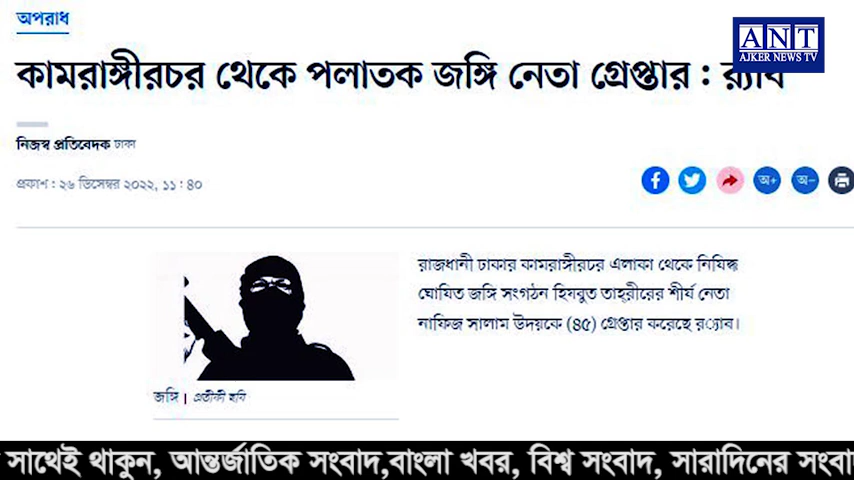 অপরাধ
ANT
AJKER NEWS TV
কামরাঙ্গীরচর থেকে পলাতক জঙ্গি নেতা গ্রেপ্তার : র‍্যাব
নিজস্ব প্রতিবেদক ঢাকা
প্রকাশ : ২৬ ডিসেম্বর ২০২২, ১১ : ৪০
অ+ অ−
রাজধানী ঢাকার কামরাঙ্গীরচর এলাকা থেকে নিষিদ্ধ
ঘোষিত জঙ্গি সংগঠন হিযবুত তাহ্‌রীরের শীর্ষ নেতা
নাফিজ সালাম উদয়কে (৪৫) গ্রেপ্তার করেছে র‍্যাব।
জঙ্গি | প্রতীকী ছবি
সাথেই থাকুন, আন্তর্জাতিক সংবাদ,বাংলা খবর, বিশ্ব সংবাদ, সারাদিনের সংবা